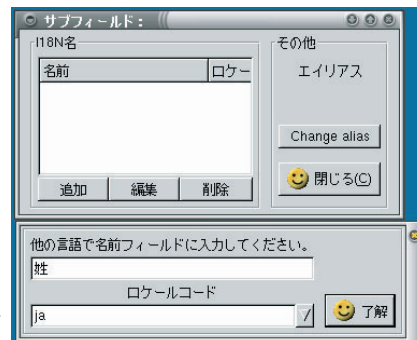 サブフィールド:
I18N名
その他
名前
ロケー
エイリアス
Change alias
閉じる(C)
追加
編集
削除
他の言語で名前フィールドに入力してください。
姓
ロケールコード
ja
了解